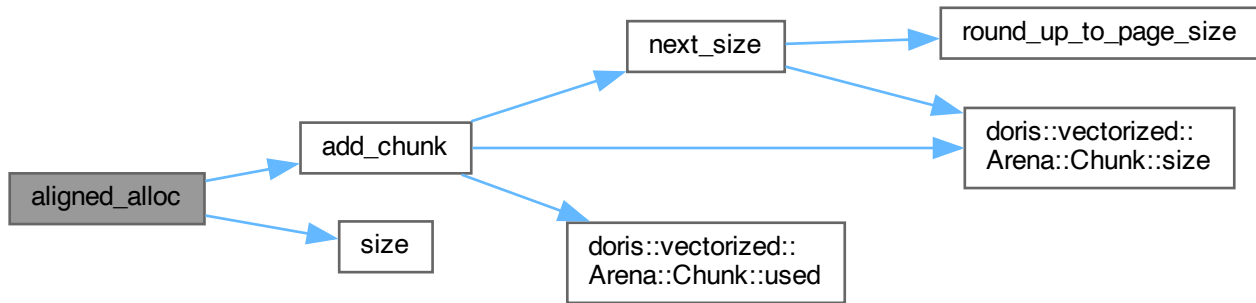 aligned_alloc
add_chunk
size
next_size
doris::vectorized::
Arena::Chunk::used
round_up_to_page_size
doris::vectorized::
Arena::Chunk::size